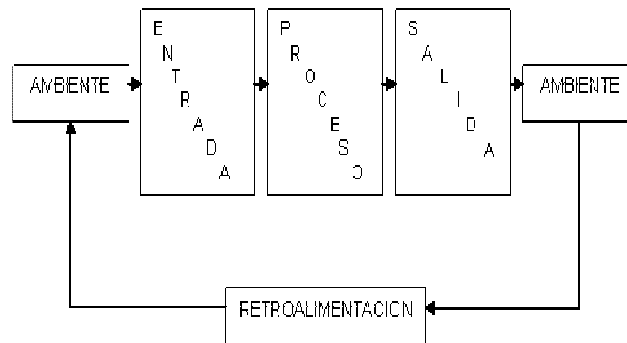 AMBIENTE
ENTRADA
PROCESO
SALIDA
AMBIENTE
RETROALIMENTACION